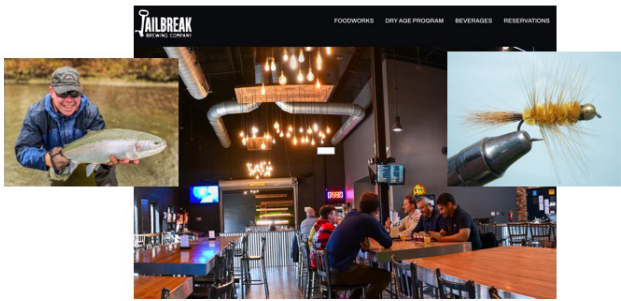 JAILBREAK
BREWING COMPANY
FOODWORKS DRY AGE PROGRAM BEVERAGES RESERVATIONS